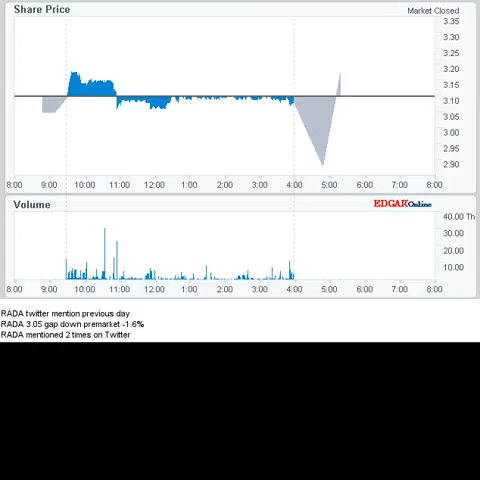 Share Price
Market Closed
3.35
3.30
3.25
3.20
3.15
3.10
3.05
3.00
2.95
2.90
8:00 9:00 10:00 11:00 12:00 1:00 2:00 3:00 4:00 5:00 6:00 7:00 8:00
Volume
EDGAROnline
40.00 Th
30.00
20.00
10.00
8:00 9:00 10:00 11:00 12:00 1:00 2:00 3:00 4:00 5:00 6:00 7:00 8:00
RADA twitter mention previous day
RADA 3.05 gap down premarket -1.6%
RADA mentioned 2 times on Twitter